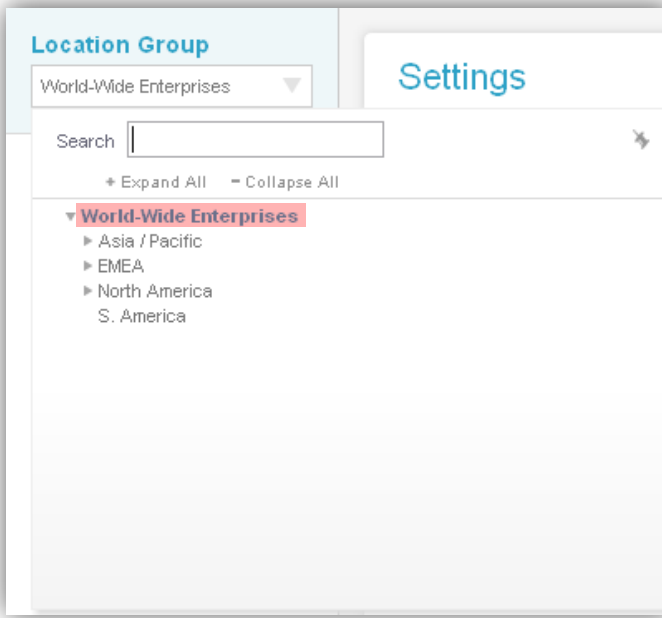 Location Group
World-Wide Enterprises
Settings
Search
+ Expand All - Collapse All
World-Wide Enterprises
Asia / Pacific
EMEA
North America
S. America